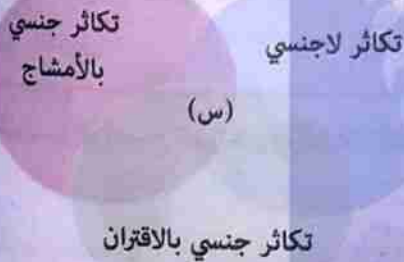 تكاثر جنسي
بالأمشاج
تكاثر لاجنسي
(س)
تكاثر جنسي بالاقتران